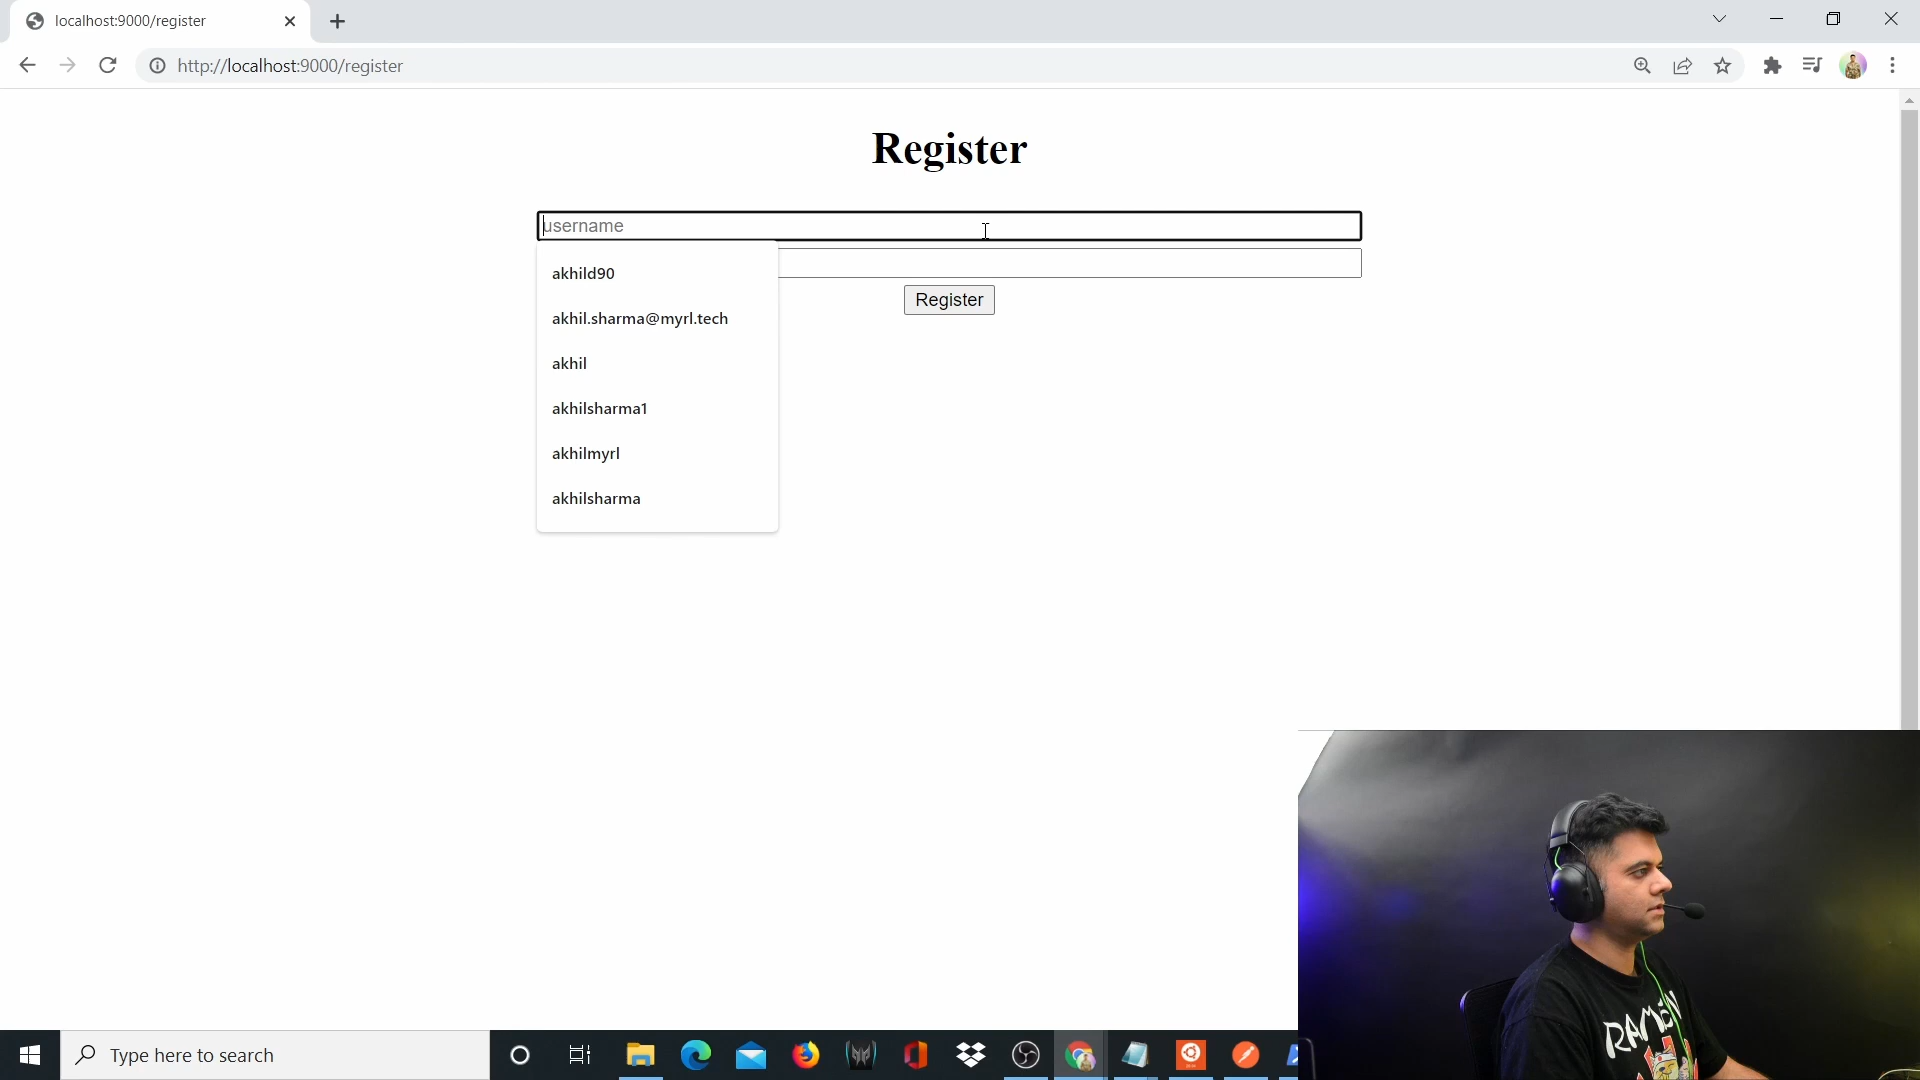 localhost:9000/register
http://localhost:9000/register
Register
username
akhild90
akhil.sharma@myrl.tech
akhil
akhilsharma1
akhilmyrl
akhilsharma
Register
Type here to search
RAMEN